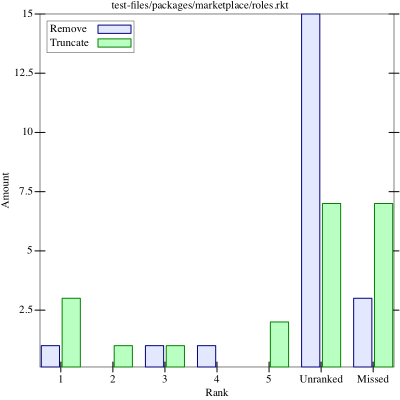 test-files/packages/marketplace/roles.rkt
Remove
Truncate
15
12.5
10
7.5
5
2.5
Amount
1 2 3 4 5 Unranked Missed
Rank